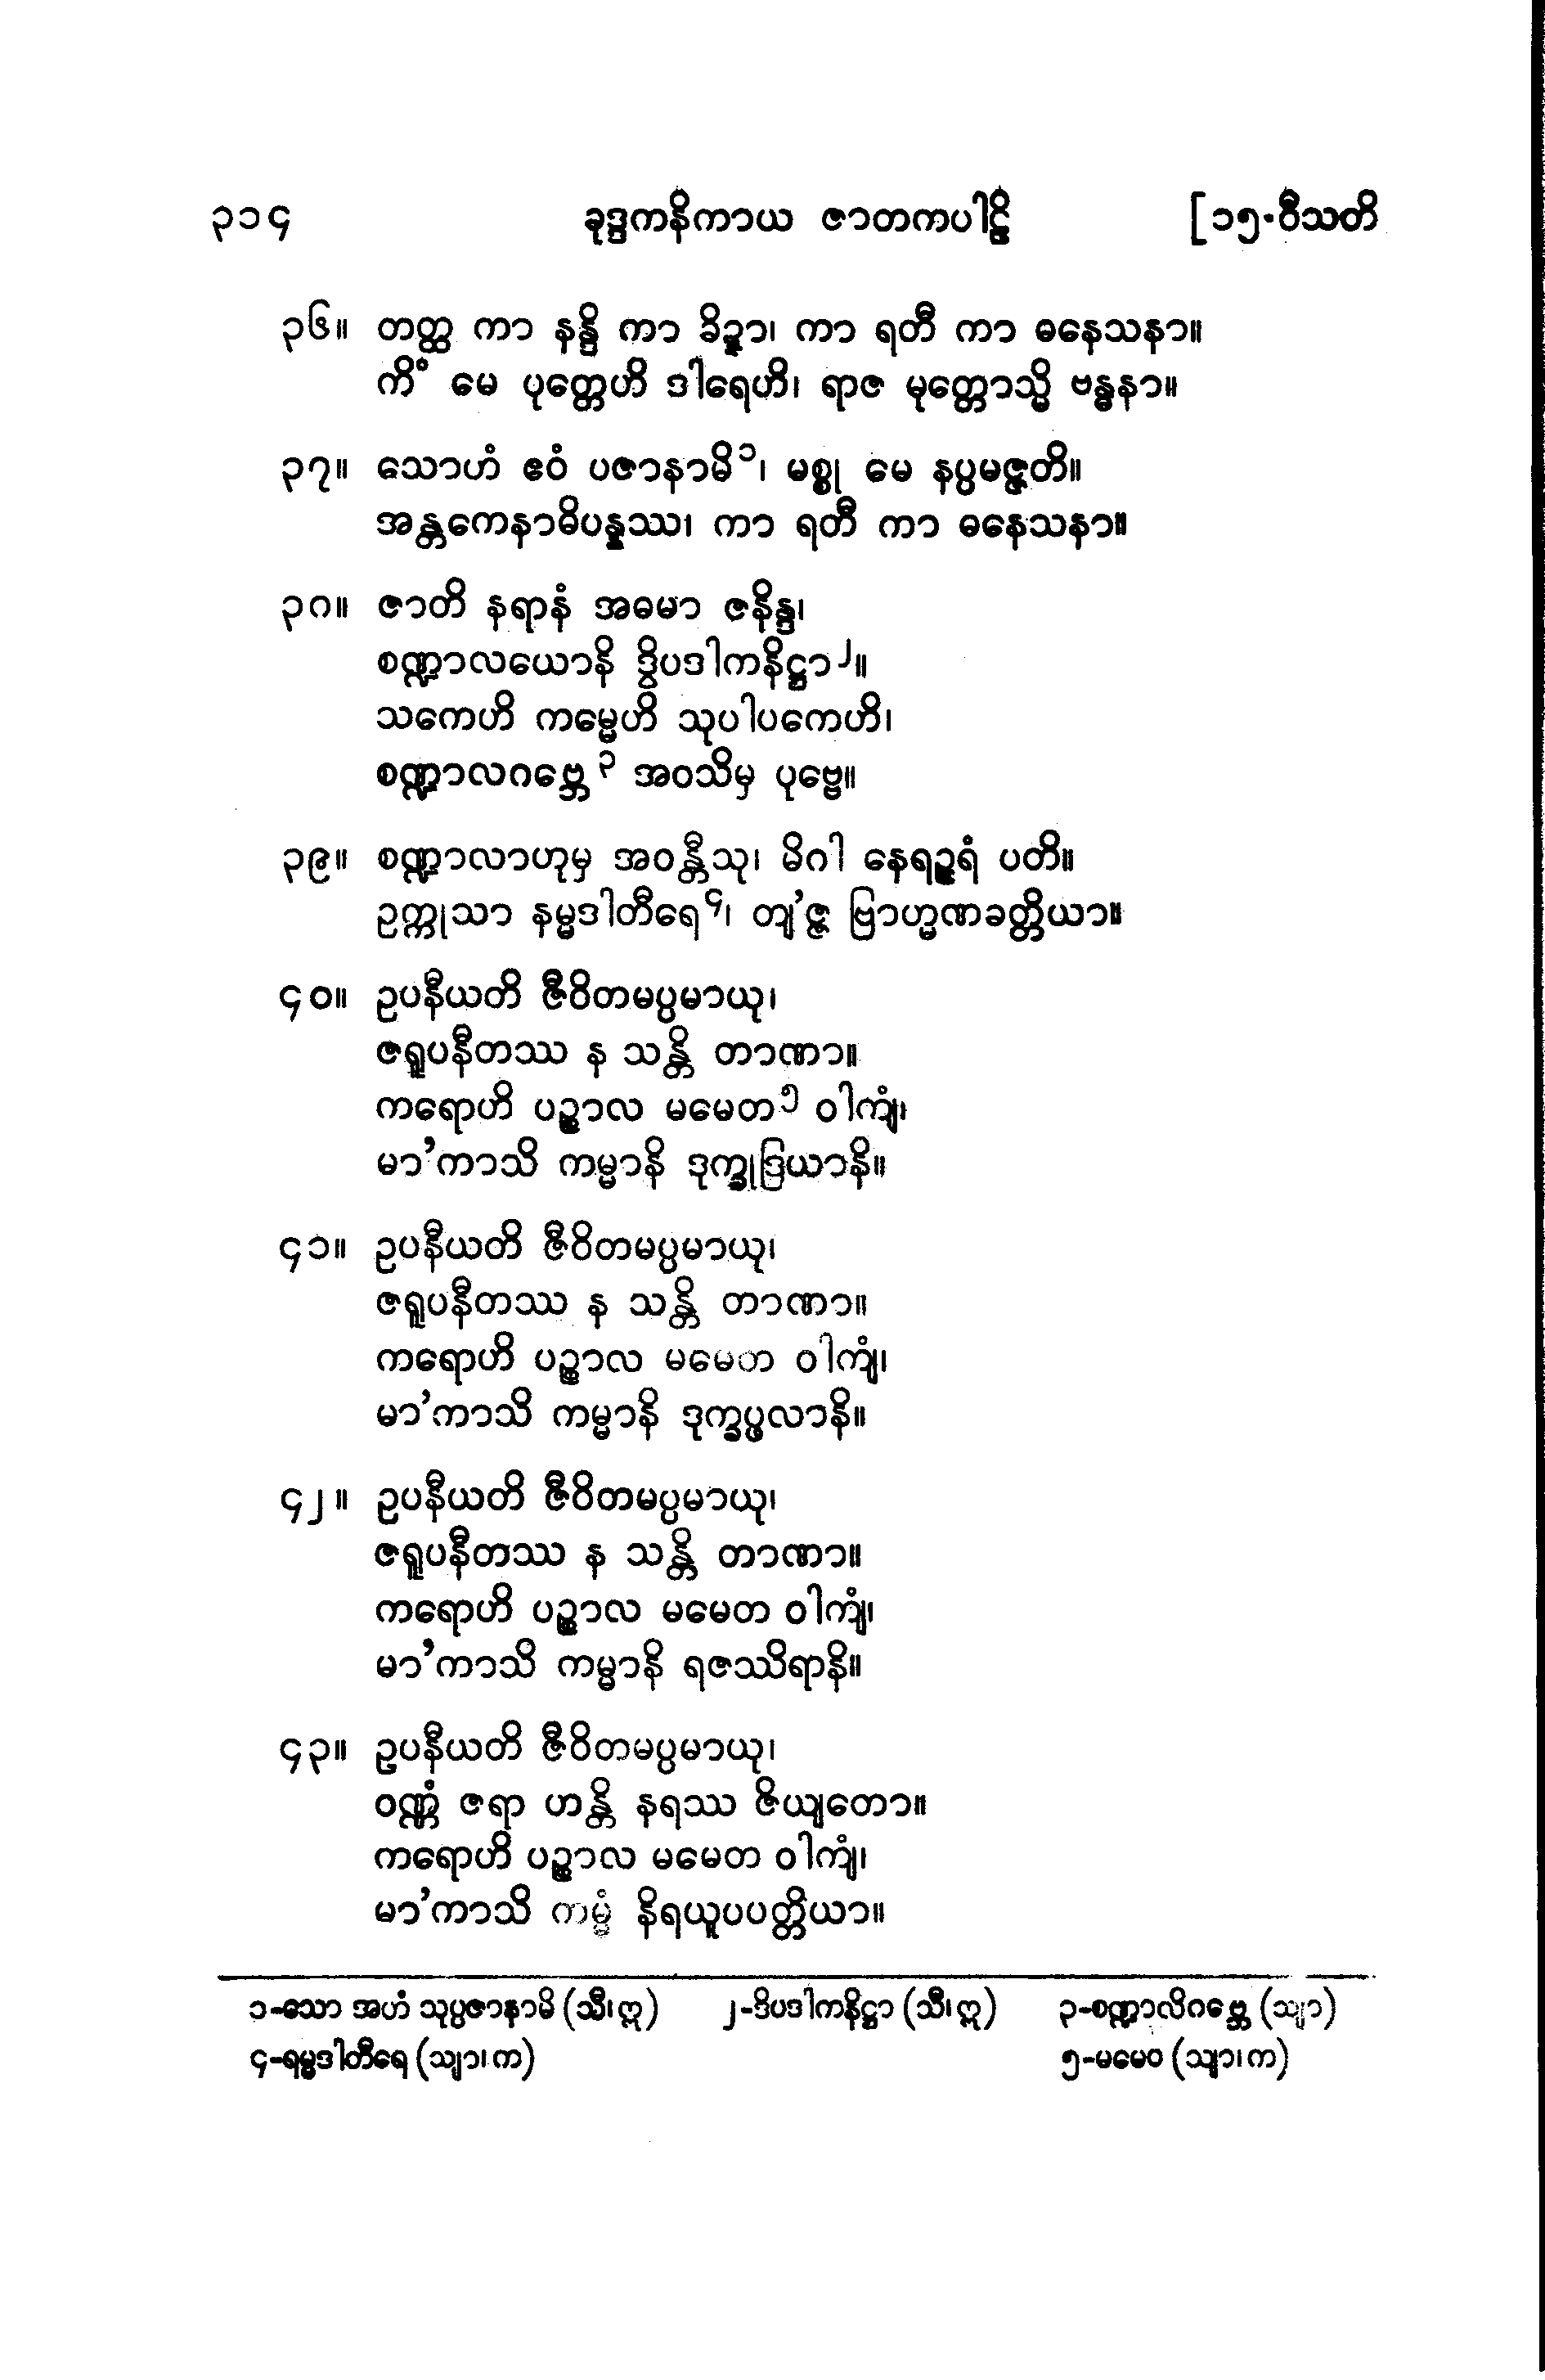 ၃၁၄ ခုဒ္ဒကနိကာယ ဇာတကပါဠိ [၁၅-ဝီသတိ
၃၆။ တတ္ထ ကာ နန္ဒိ ကာ ခိဍ္ဍာ၊ ကာ ရတီ ကာ ဓနေသနာ။
ကိံ မေ ပုတ္တေဟိ ဒါရေဟိ၊ ရာဇ မုတ္တောသ္မိ ဗန္ဓနာ။
၃၇။ သောဟံ ဧဝံ ပဇာနာမိ၁၊ မစ္စု မေ နပ္ပမဇ္ဇတိ။
အန္တကေနာဓိပန္နဿ၊ ကာ ရတီ ကာ ဓနေသနာ။
၃၈။ ဇာတိ နရာနံ အဓမာ ဇနိန္ဒ၊
စဏ္ဍာလယောနိ ဒွိပဒါကနိဋ္ဌာ၂။
သကေဟိ ကမ္မေဟိ သုပါပကေဟိ၊
စဏ္ဍာလဂဗ္ဘေ၃ အဝသိမှ ပုဗ္ဗေ။
၃၉။ စဏ္ဍာလာဟုမှ အဝန္တီသု၊ မိဂါ နေရဉ္ဇရံ ပတိ။
ဥက္ကုသာ နမ္မဒါတီရေ၄၊ တျ’ဇ္ဇ ဗြာဟ္မဏခတ္တိယာ။
၄၀။ ဥပနီယတိ ဇီဝိတမပ္ပမာယု၊
ဇရူပနီတဿ န သန္တိ တာဏာ။
ကရောဟိ ပဉ္စာလ မမေတ၅ ဝါကျံ၊
မာ’ကာသိ ကမ္မာနိ ဒုက္ခုဒြယာနိ။
၄၁။ ဥပနီယတိ ဇီဝိတမပ္ပမာယု၊
ဇရူပနီတဿ န သန္တိ တာဏာ။
ကရောဟိ ပဉ္စာလ မမေတ ဝါကျံ၊
မာ’ကာသိ ကမ္မာနိ ဒုက္ခပ္ဖလာနိ။
၄၂။ ဥပနီယတိ ဇီဝိတမပ္ပမာယု၊
ဇရူပနီတဿ န သန္တိ တာဏာ။
ကရောဟိ ပဉ္စာလ မမေတ ဝါကျံ၊
မာ’ကာသိ ကမ္မာနိ ရဇဿိရာနိ။
၄၃။ ဥပနီယတိ ဇီဝိတမပ္ပမာယု၊
ဝဏ္ဏံ ဇရာ ဟန္တိ နရဿ ဇိယျတော။
ကရောဟိ ပဉ္စာလ မမေတ ဝါကျံ၊
မာ’ကာသိ ကမ္မံ နိရယူပပတ္တိယာ။
၁-သော အဟံ သုပ္ပဇာနာမိ (သီ၊ ဣ) ၂-ဒိပဒါကနိဋ္ဌာ (သီ၊ ဣ) ၃-စဏ္ဍာလိဂဗ္ဘေ (သျာ)
၄-ရမ္မဒါတီရေ (သျာ၊ က) ၅-မမေဝ (သျာ၊ က)